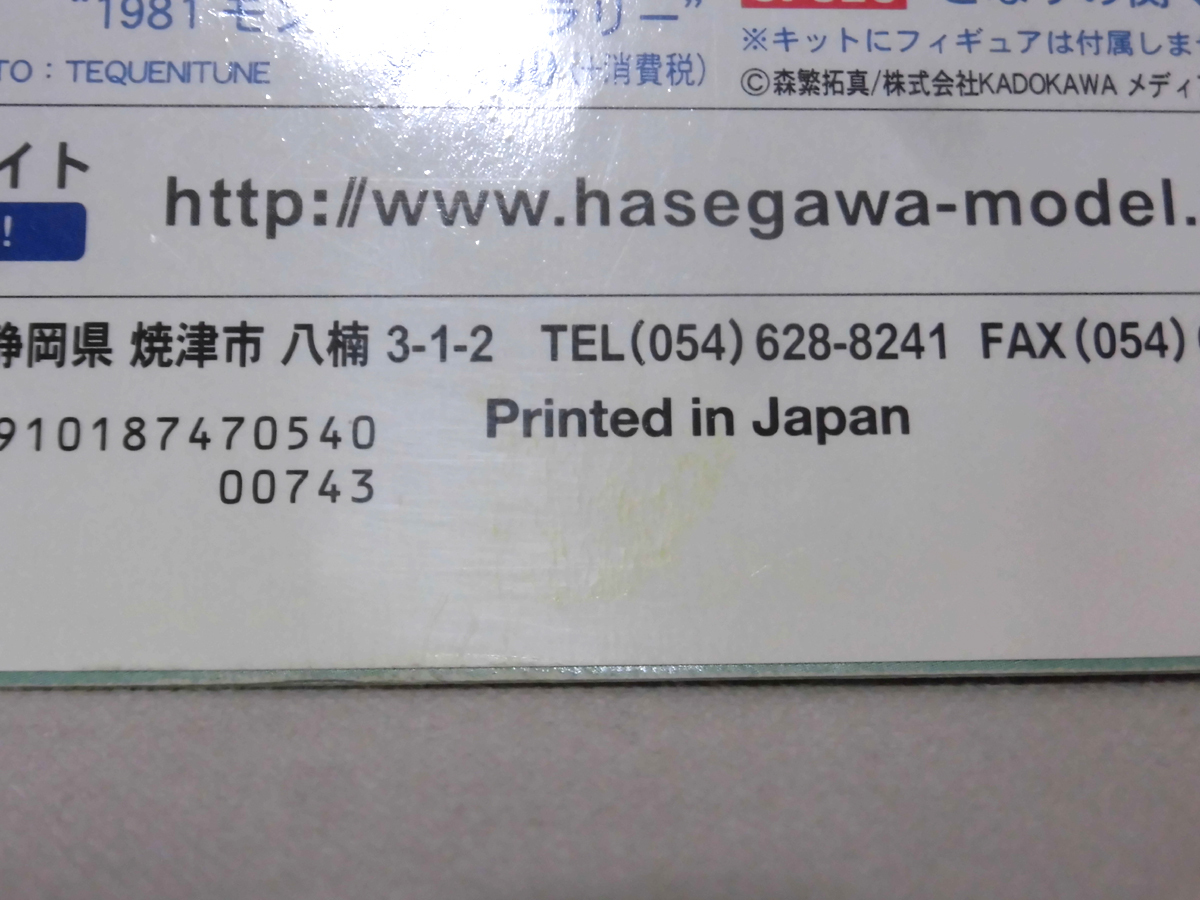 "1981 モン ラリー"
TO : TEQUENITUNE
(+消費税)
※キットにフィギュアは付属しま
©森繁拓真/株式会社KADOKAWA メディ
イト
http://www.hasegawa-model.
!
静岡県 焼津市 八楠 3-1-2 TEL(054) 628-8241 FAX(054)
910187470540
00743
Printed in Japan